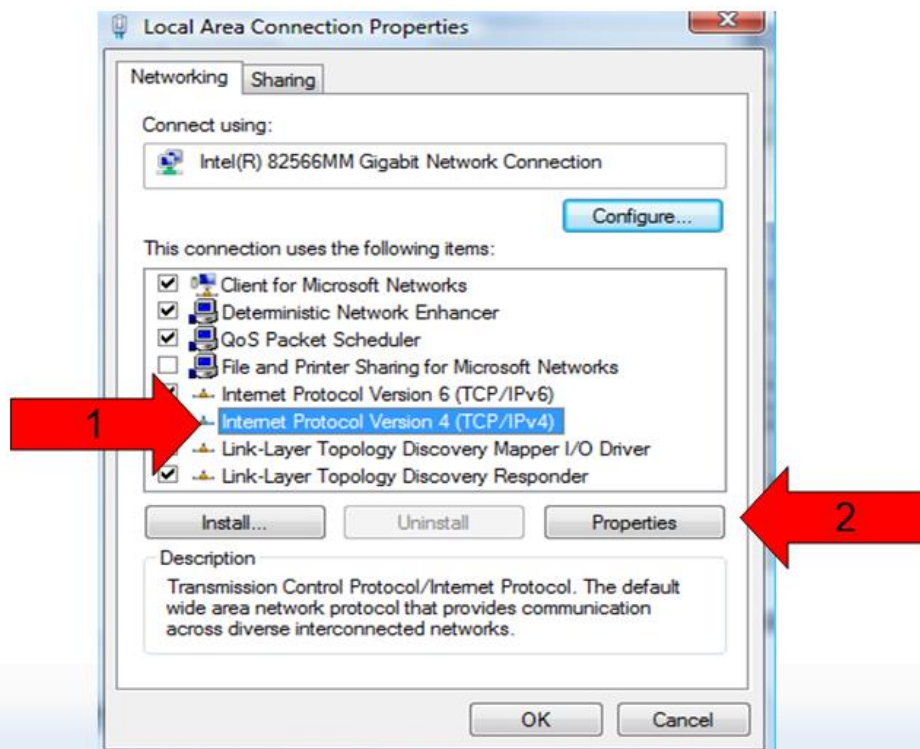 Local Area Connection Properties
Networking
Sharing
Connect using:
Intel(R) 82566MM Gigabit Network Connection
Configure...
This connection uses the following items:
Client for Microsoft Networks
Deterministic Network Enhancer
QoS Packet Scheduler
File and Printer Sharing for Microsoft Networks
Internet Protocol Version 6 (TCP/IPv6)
1
Internet Protocol Version 4 (TCP/IPv4)
Link-Layer Topology Discovery Mapper I/O Driver
Link-Layer Topology Discovery Responder
Install...
Uninstall
Properties
2
Description
Transmission Control Protocol/Internet Protocol. The default
wide area network protocol that provides communication
across diverse interconnected networks.
OK
Cancel